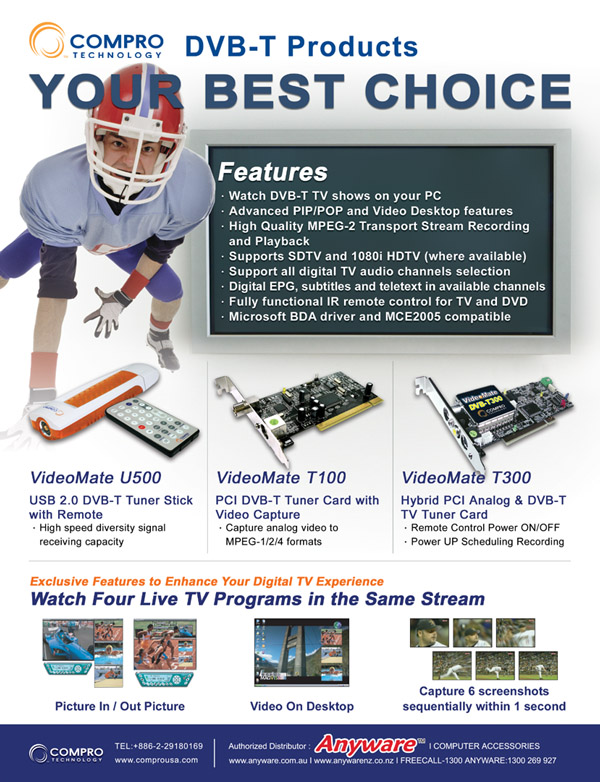 COMPRO
TECHNOLOGY
DVB-T Products
YOUR BEST CHOICE
Features
· Watch DVB-T TV shows on your PC
· Advanced PIP/POP and Video Desktop features
· High Quality MPEG-2 Transport Stream Recording
and Playback
· Supports SDTV and 1080i HDTV (where available)
· Support all digital TV audio channels selection
· Digital EPG, subtitles and teletext in available channels
· Fully functional IR remote control for TV and DVD
· Microsoft BDA driver and MCE2005 compatible
VideoMate
DVB-T300
COMPRO
VideoMate U500
USB 2.0 DVB-T Tuner Stick
with Remote
· High speed diversity signal
receiving capacity
VideoMate T100
PCI DVB-T Tuner Card with
Video Capture
· Capture analog video to
MPEG-1/2/4 formats
VideoMate T300
Hybrid PCI Analog & DVB-T
TV Tuner Card
· Remote Control Power ON/OFF
· Power UP Scheduling Recording
Exclusive Features to Enhance Your Digital TV Experience
Watch Four Live TV Programs in the Same Stream
Picture In / Out Picture
Video On Desktop
Capture 6 screenshots
sequentially within 1 second
COMPRO
TECHNOLOGY
TEL:+886-2-29180169
www.comprousa.com
Authorized Distributor : Anyware I COMPUTER ACCESSORIES
www.anyware.com.au I www.anywarenz.co.nz I FREECALL-1300 ANYWARE:1300 269 927